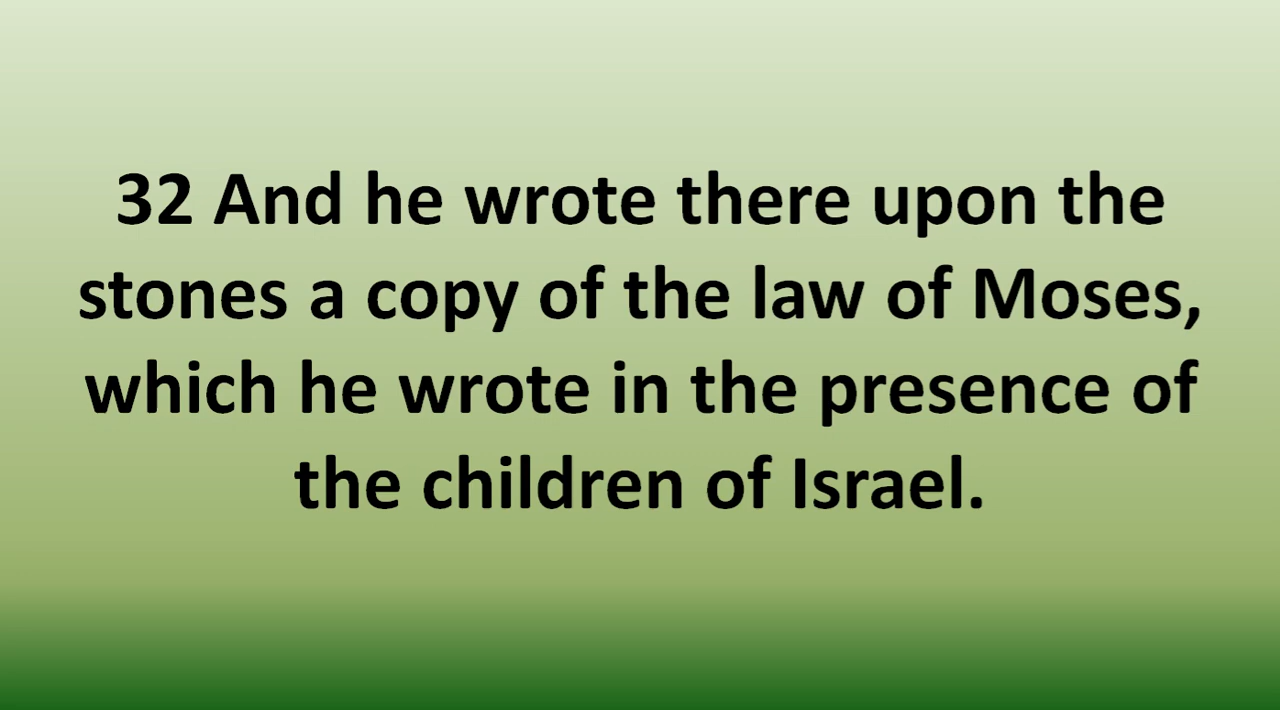 32 And he wrote there upon the
stones a copy of the law of Moses,
which he wrote in the presence of
the children of Israel.